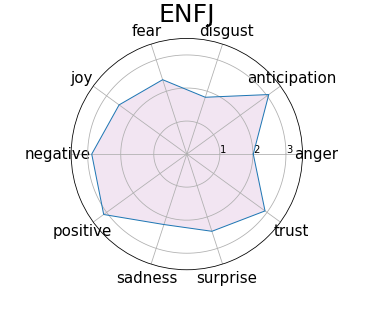 ENFJ
fear disgust
joy anticipation
negative 1 2 3 anger
positive trust
sadness surprise